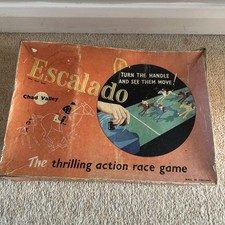 Escalado
TURN THE HANDLE
AND SEE THEM MOVE!
Chad Valley
The thrilling action race game